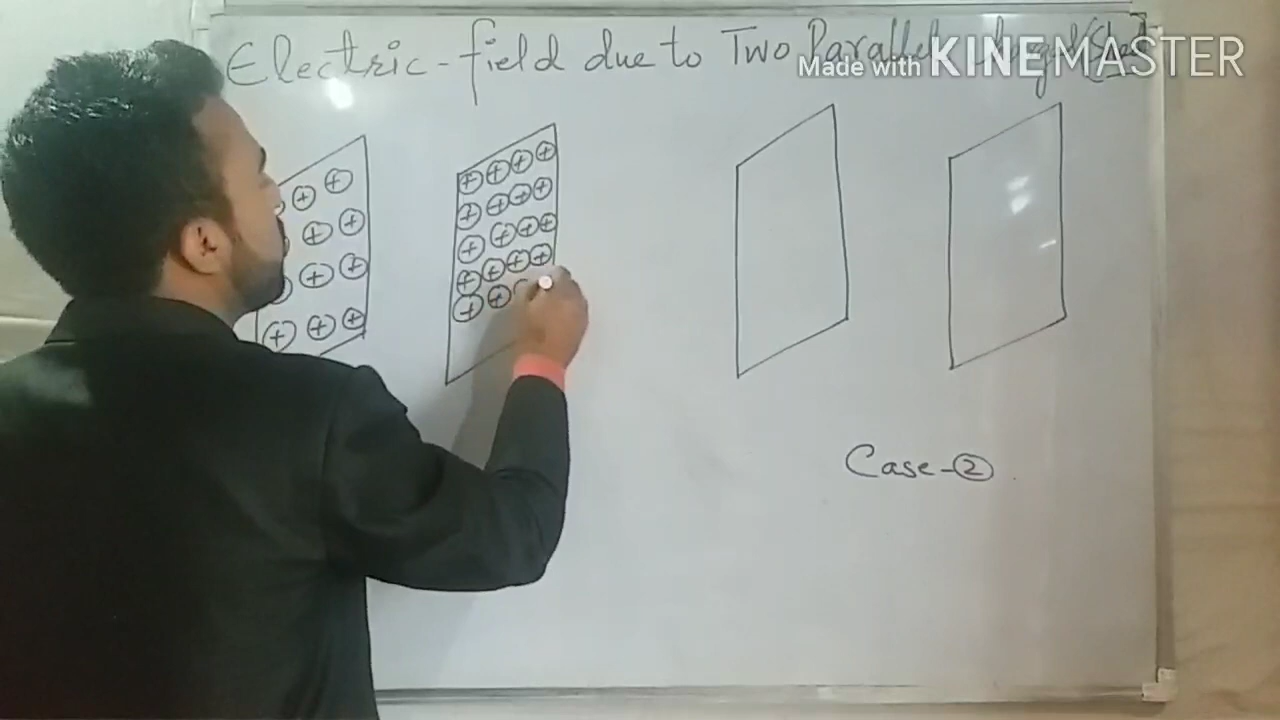 Electric-field due to Two Parallel
Made with KINEMASTER
+ + + +
+ + + +
+ + + +
+ + + +
+ +
+ +
+ +
+ +
+ + +
Case-②